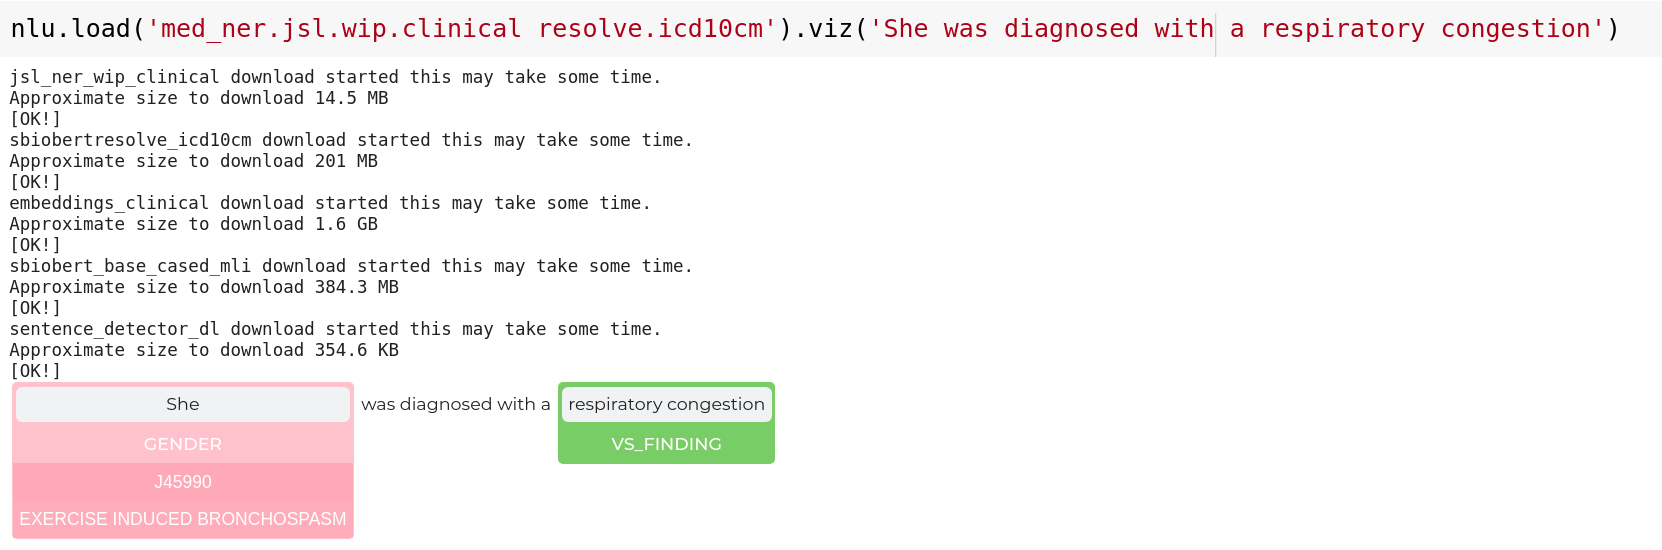 nlu.load('med_ner.jsl.wip.clinical resolve.icd10cm').viz('She was diagnosed with a respiratory congestion')
jsl_ner_wip_clinical download started this may take some time.
Approximate size to download 14.5 MB
[OK!]
sbiobertresolve_icd10cm download started this may take some time.
Approximate size to download 201 MB
[OK!]
embeddings_clinical download started this may take some time.
Approximate size to download 1.6 GB
[OK!]
sbiobert_base_cased_mli download started this may take some time.
Approximate size to download 384.3 MB
[OK!]
sentence_detector_dl download started this may take some time.
Approximate size to download 354.6 KB
[OK!]
She was diagnosed with a respiratory congestion
GENDER VS_FINDING
J45990
EXERCISE INDUCED BRONCHOSPASM